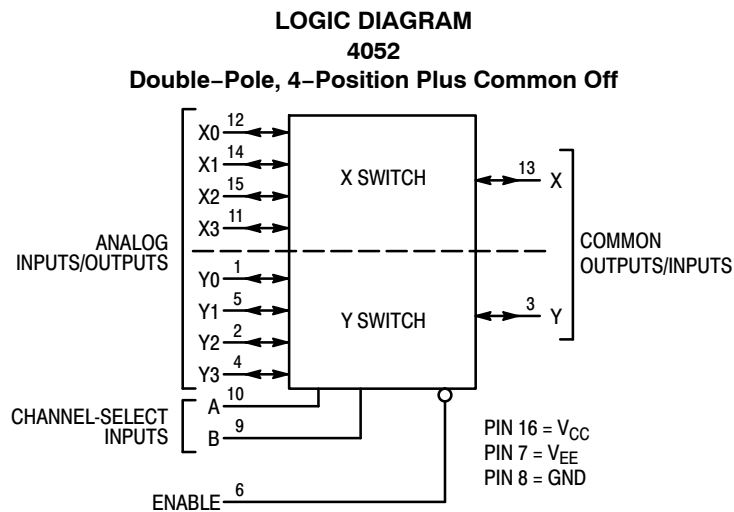 LOGIC DIAGRAM
4052
Double–Pole, 4–Position Plus Common Off
X0 12
X1 14
X2 15
X3 11
X SWITCH
13 X
ANALOG
INPUTS/OUTPUTS
COMMON
OUTPUTS/INPUTS
Y0 1
Y1 5
Y2 2
Y3 4
Y SWITCH
3 Y
CHANNEL-SELECT
INPUTS
A 10
B 9
ENABLE 6
PIN 16 = VCC
PIN 7 = VEE
PIN 8 = GND